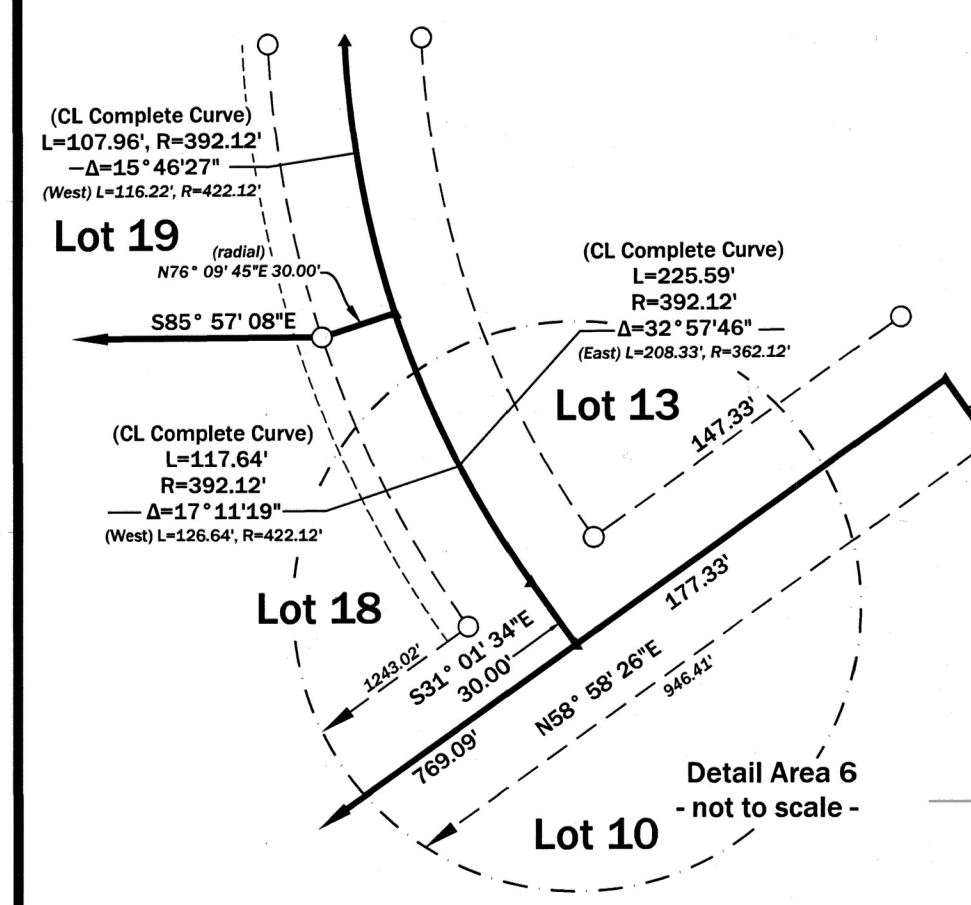 (CL Complete Curve)
L=107.96', R=392.12'
Δ=15°46'27"
(West) L=116.22', R=422.12'
Lot 19
(radial)
N76° 09' 45"E 30.00'
S85° 57' 08"E
(CL Complete Curve)
L=225.59'
R=392.12'
Δ=32°57'46"
(East) L=208.33', R=362.12'
Lot 13
147.33'
(CL Complete Curve)
L=117.64'
R=392.12'
Δ=17°11'19"
(West) L=126.64', R=422.12'
Lot 18
1243.02'
S31° 01' 34"E
30.00'
177.33'
N58° 58' 26"E
946.41'
769.09'
Detail Area 6
- not to scale -
Lot 10